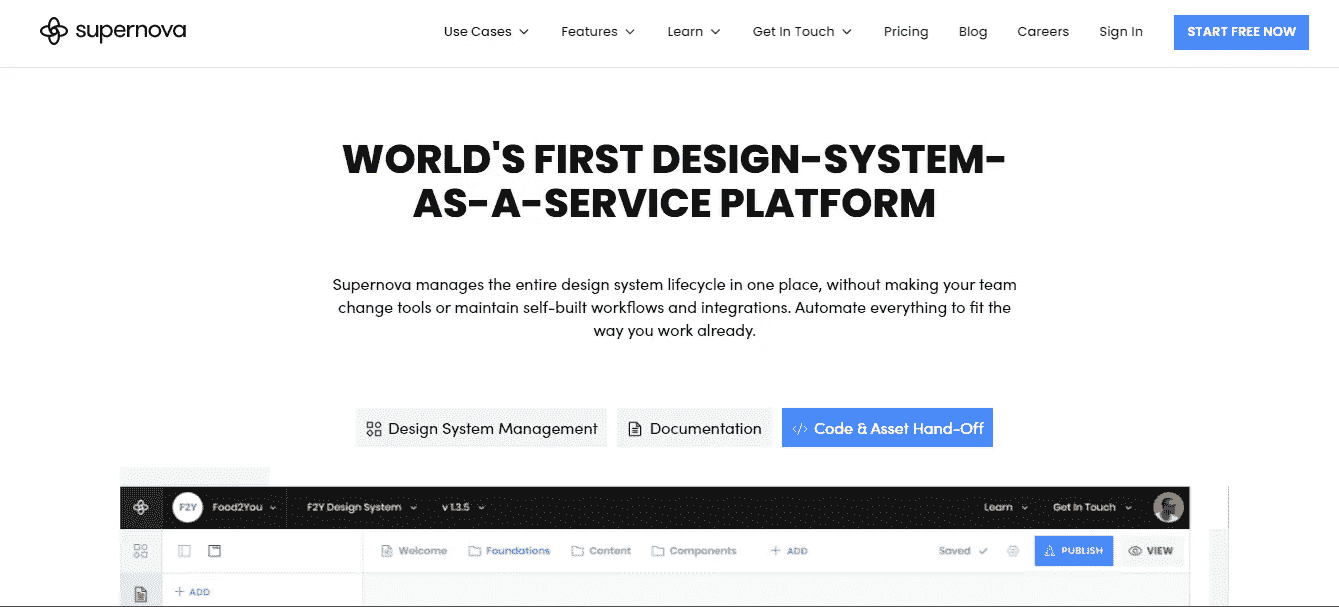 supernova
Use Cases Features Learn Get In Touch Pricing Blog Careers Sign In START FREE NOW
WORLD'S FIRST DESIGN-SYSTEM-
AS-A-SERVICE PLATFORM
Supernova manages the entire design system lifecycle in one place, without making your team
change tools or maintain self-built workflows and integrations. Automate everything to fit the
way you work already.
Design System Management Documentation </> Code & Asset Hand-Off
F2Y Food2You F2Y Design System v 1.3.5 Learn Get In Touch
Welcome Foundations Content Components + ADD Saved PUBLISH VIEW
+ ADD